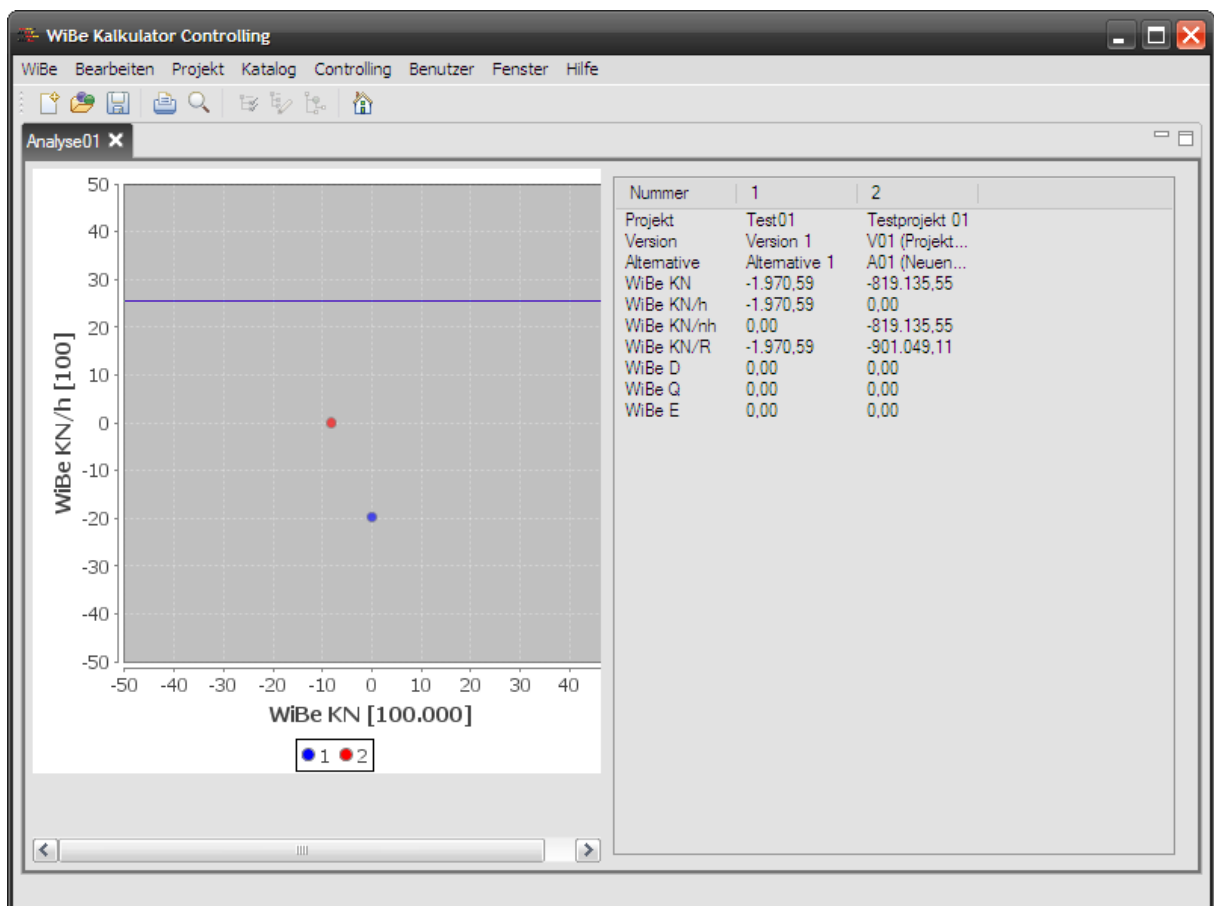 WiBe Kalkulator Controlling
WiBe Bearbeiten Projekt Katalog Controlling Benutzer Fenster Hilfe
Analyse01
50
40
30
20
10
0
-10
-20
-30
-40
-50
WiBe KN/h [100]
-50 -40 -30 -20 -10 0 10 20 30 40
WiBe KN [100.000]
1 2
Nummer 1 2
Projekt Test01 Testprojekt 01
Version Version 1 V01 (Projekt...
Alternative Alternative 1 A01 (Neuen...
WiBe KN -1.970,59 -819.135,55
WiBe KN/h -1.970,59 0,00
WiBe KN/nh 0,00 -819.135,55
WiBe KN/R -1.970,59 -901.049,11
WiBe D 0,00 0,00
WiBe Q 0,00 0,00
WiBe E 0,00 0,00